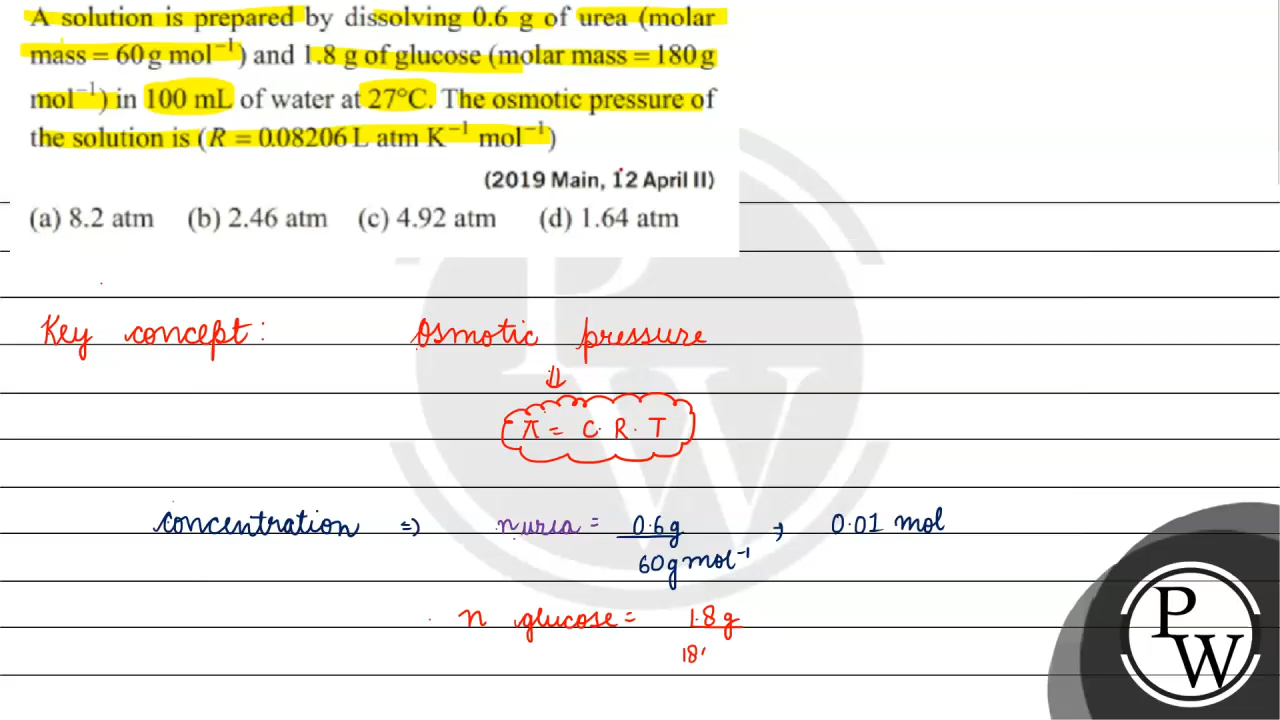 A solution is prepared by dissolving 0.6 g of urea (molar
mass = 60 g mol⁻¹) and 1.8 g of glucose (molar mass = 180 g
mol⁻¹) in 100 mL of water at 27°C. The osmotic pressure of
the solution is (R = 0.08206 L atm K⁻¹ mol⁻¹)
(2019 Main, 12 April II)
(a) 8.2 atm (b) 2.46 atm (c) 4.92 atm (d) 1.64 atm
Key concept: Osmotic pressure
⇓
π = C. R. T
concentration ⇒ n urea = 0.6g , 0.01 mol
60g mol⁻¹
n glucose = 1.8 g
18
P
W
P
W